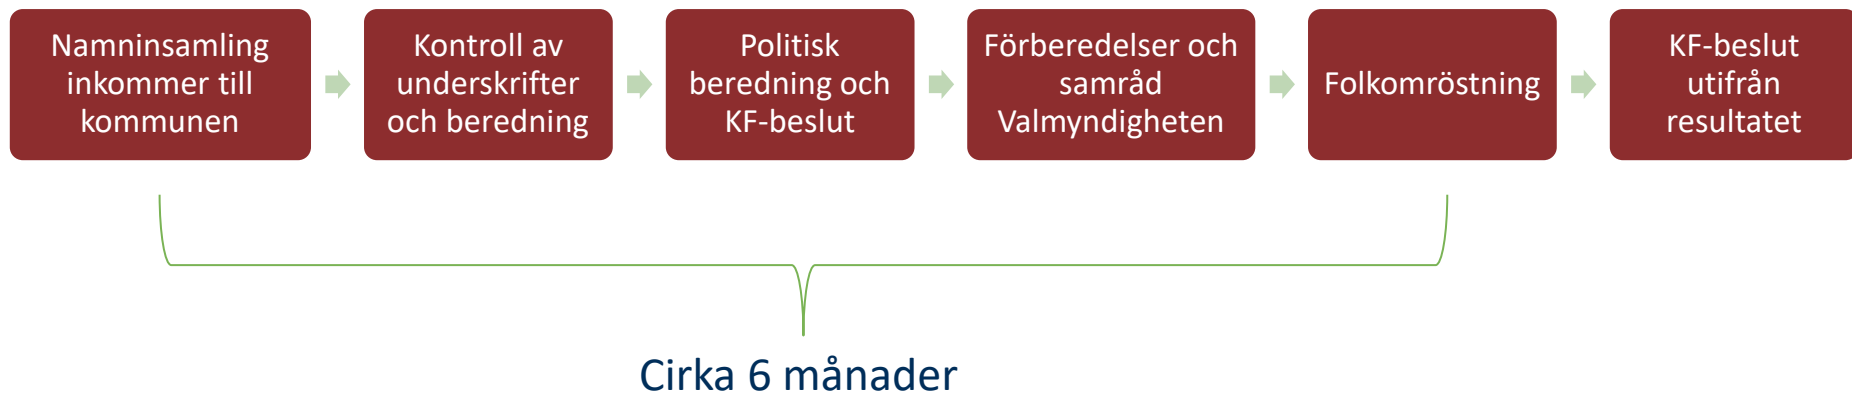 Namninsamling
inkommer till
kommunen
Kontroll av
underskrifter
och beredning
Politisk
beredning och
KF-beslut
Förberedelser och
samråd
Valmyndigheten
Folkomröstning
KF-beslut
utifrån
resultatet
Cirka 6 månader